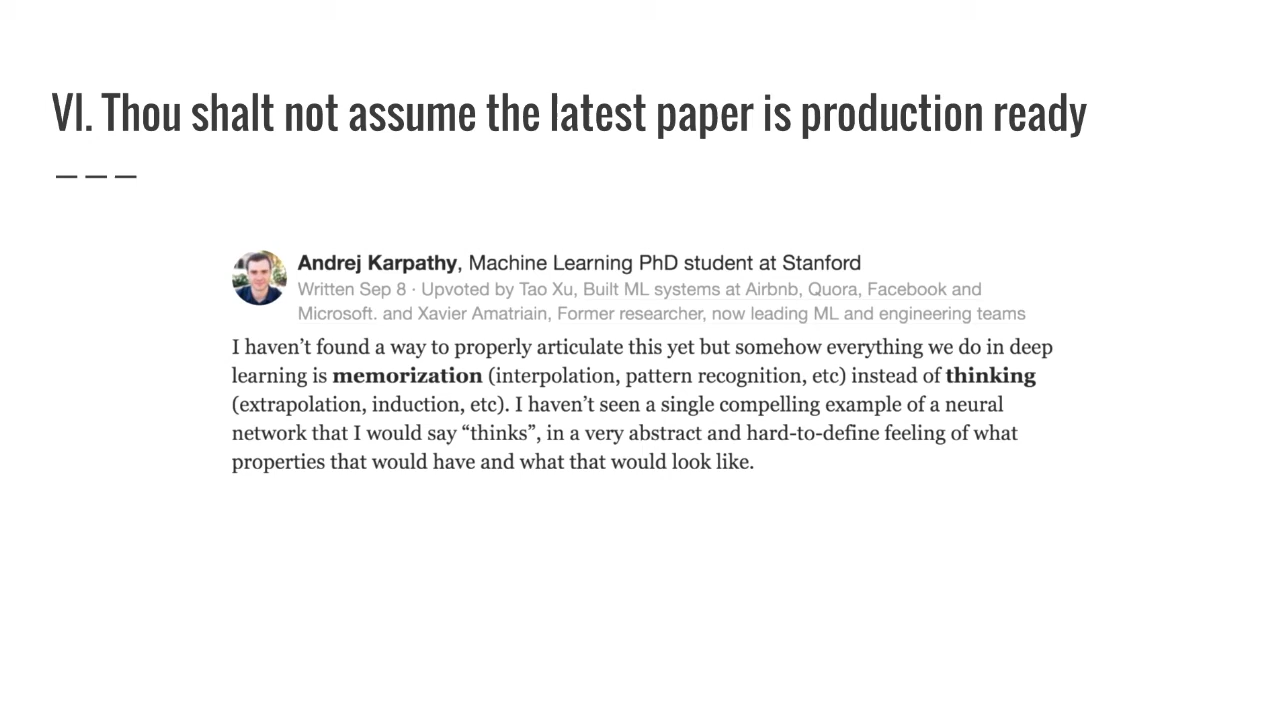 VI. Thou shalt not assume the latest paper is production ready
Andrej Karpathy, Machine Learning PhD student at Stanford
Written Sep 8 · Upvoted by Tao Xu, Built ML systems at Airbnb, Quora, Facebook and
Microsoft. and Xavier Amatriain, Former researcher, now leading ML and engineering teams
I haven’t found a way to properly articulate this yet but somehow everything we do in deep
learning is memorization (interpolation, pattern recognition, etc) instead of thinking
(extrapolation, induction, etc). I haven’t seen a single compelling example of a neural
network that I would say “thinks”, in a very abstract and hard-to-define feeling of what
properties that would have and what that would look like.